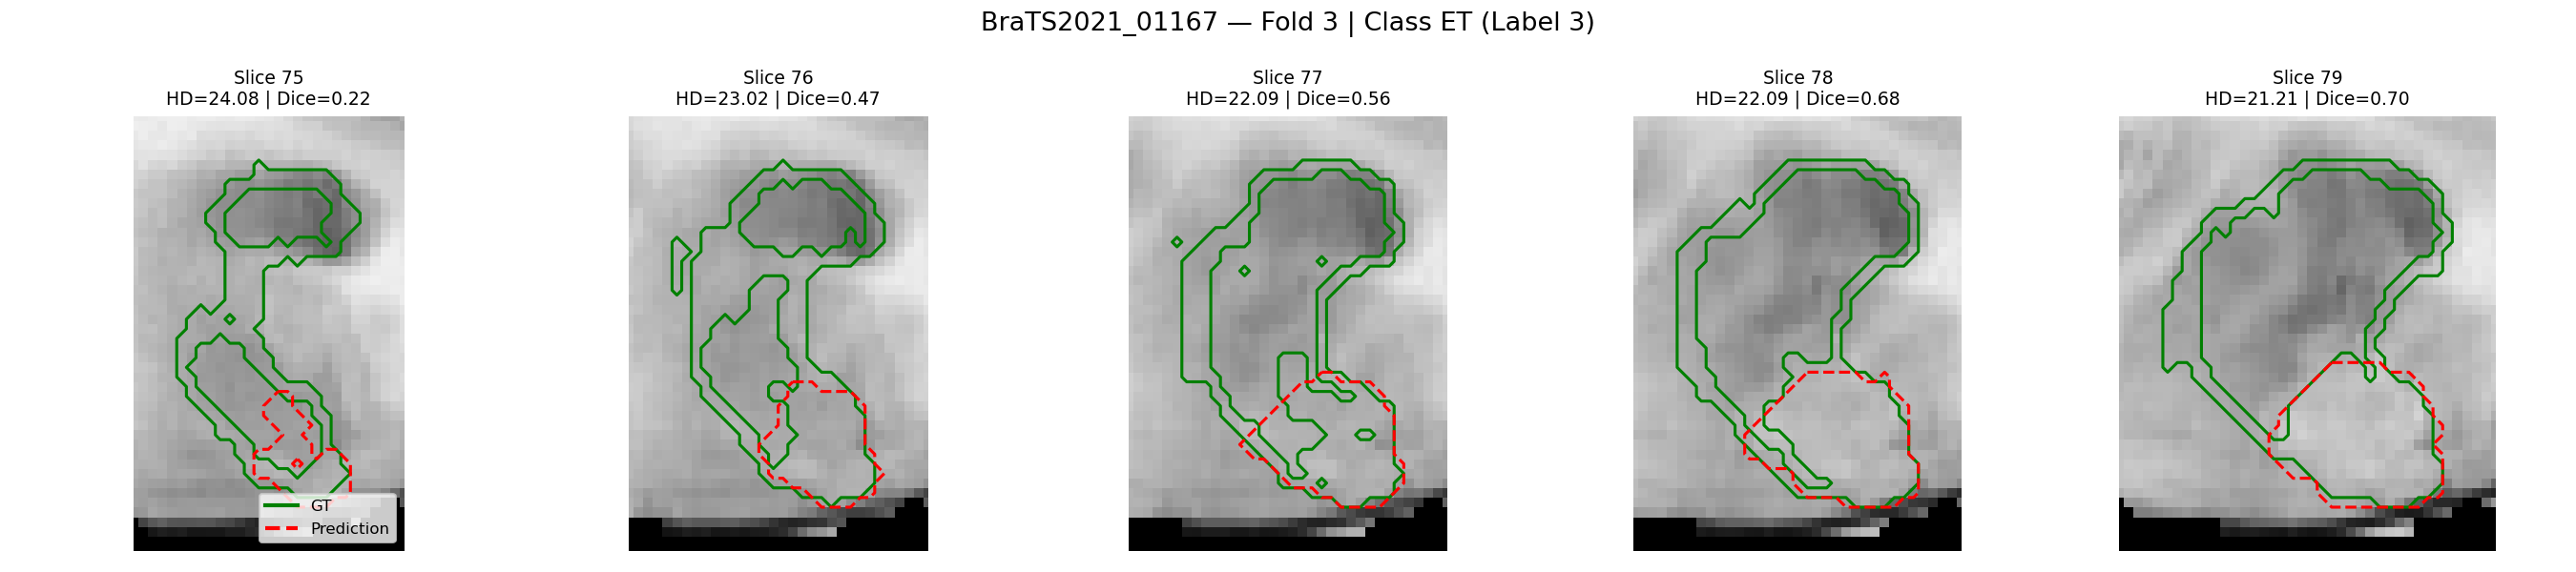 BraTS2021_01167 — Fold 3 | Class ET (Label 3)
Slice 75
HD=24.08 | Dice=0.22
Slice 76
HD=23.02 | Dice=0.47
Slice 77
HD=22.09 | Dice=0.56
Slice 78
HD=22.09 | Dice=0.68
Slice 79
HD=21.21 | Dice=0.70
GT
Prediction